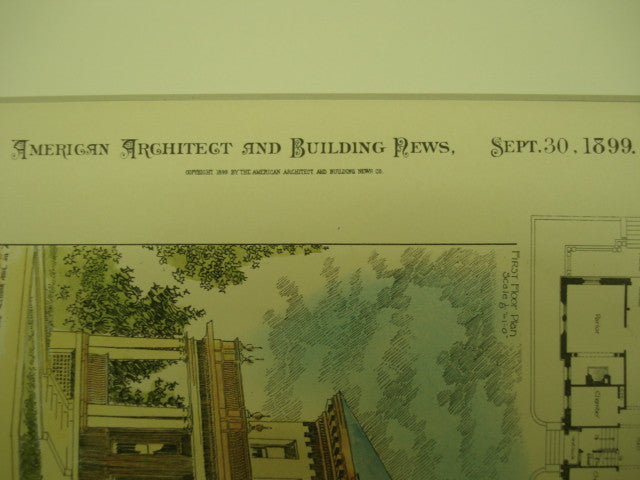 AMERICAN ARCHITECT AND BUILDING NEWS, SEPT. 30, 1899.
COPYRIGHT 1899 BY THE AMERICAN ARCHITECT AND BUILDING NEWS CO.
First Floor Plan
Parlor
Chamber